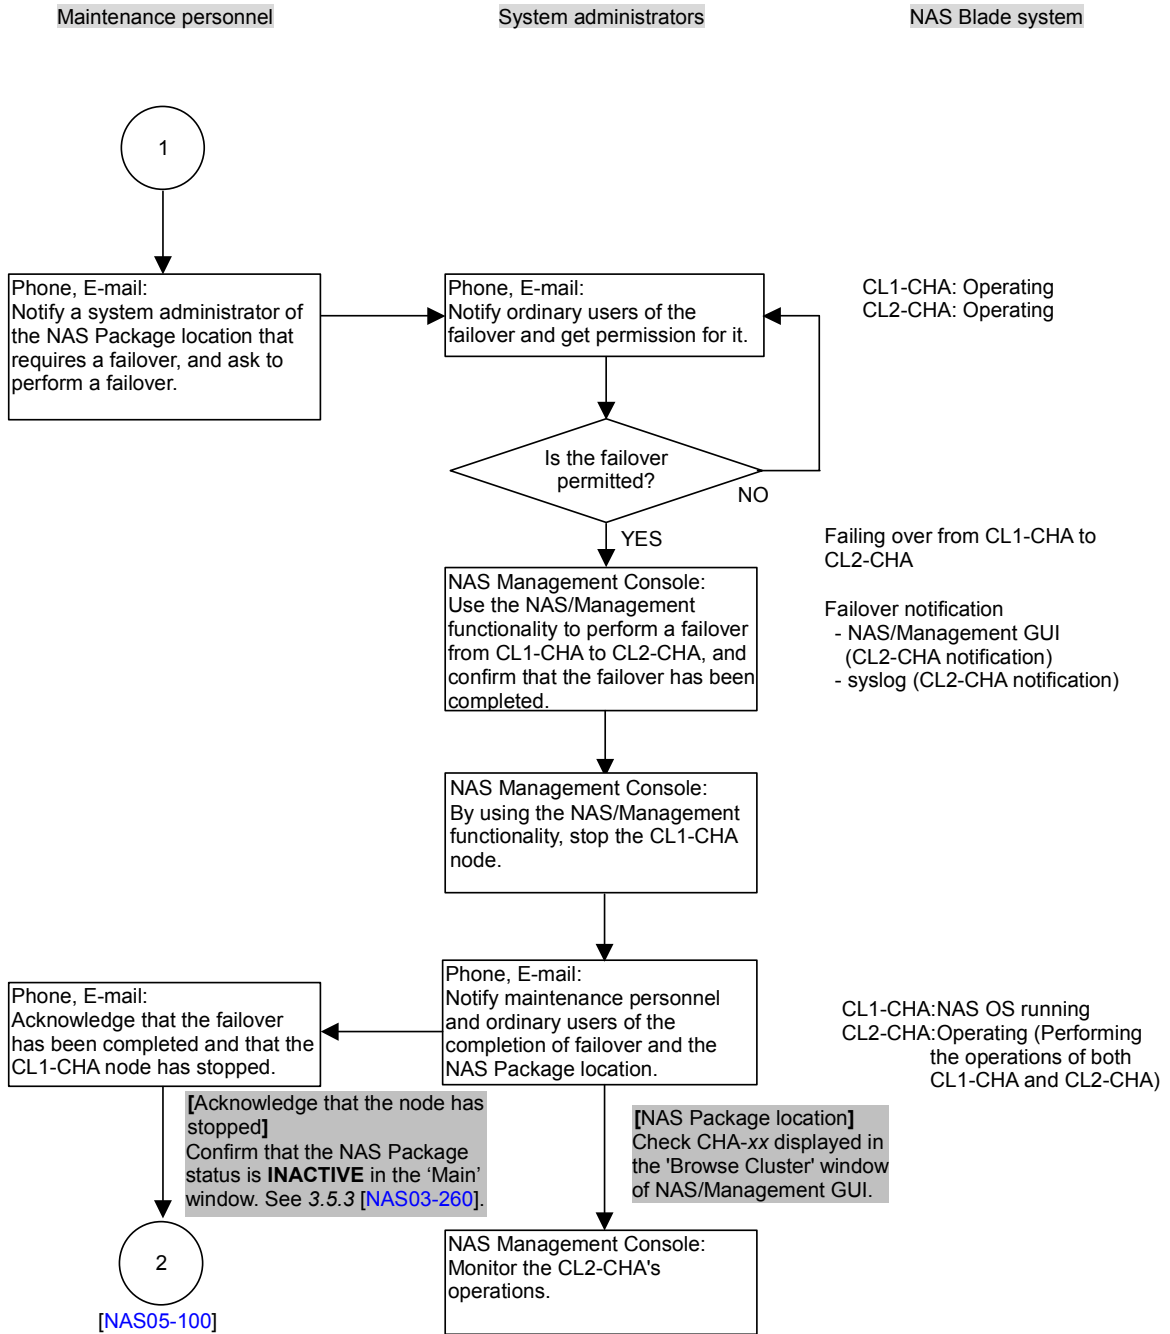 Maintenance personnel
System administrators
NAS Blade system
1
Phone, E-mail:
Notify a system administrator of
the NAS Package location that
requires a failover, and ask to
perform a failover.
Phone, E-mail:
Notify ordinary users of the
failover and get permission for it.
CL1-CHA: Operating
CL2-CHA: Operating
Is the failover
permitted?
NO
YES
Failing over from CL1-CHA to
CL2-CHA
Failover notification
- NAS/Management GUI
(CL2-CHA notification)
- syslog (CL2-CHA notification)
NAS Management Console:
Use the NAS/Management
functionality to perform a failover
from CL1-CHA to CL2-CHA, and
confirm that the failover has been
completed.
NAS Management Console:
By using the NAS/Management
functionality, stop the CL1-CHA
node.
Phone, E-mail:
Notify maintenance personnel
and ordinary users of the
completion of failover and the
NAS Package location.
Phone, E-mail:
Acknowledge that the failover
has been completed and that the
CL1-CHA node has stopped.
CL1-CHA:NAS OS running
CL2-CHA:Operating (Performing
the operations of both
CL1-CHA and CL2-CHA)
[Acknowledge that the node has
stopped]
Confirm that the NAS Package
status is INACTIVE in the ‘Main’
window. See 3.5.3 [NAS03-260].
[NAS Package location]
Check CHA-xx displayed in
the 'Browse Cluster' window
of NAS/Management GUI.
2
[NAS05-100]
NAS Management Console:
Monitor the CL2-CHA's
operations.